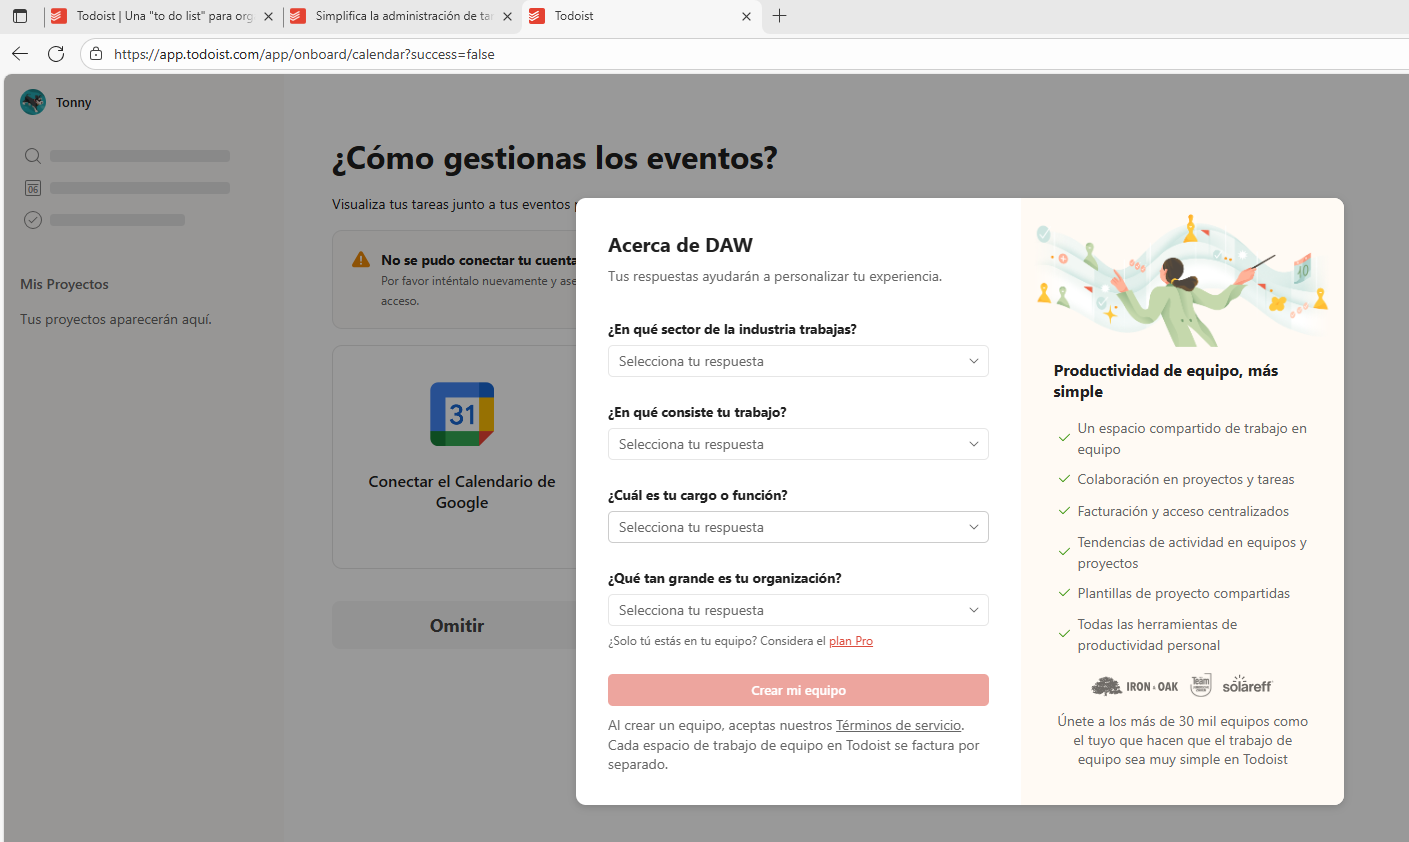 Todoist | Una "to do list" para org
Simplifica la administración de tar
Todoist
https://app.todoist.com/app/onboard/calendar?success=false
Tonny
06
Mis Proyectos
Tus proyectos aparecerán aquí.
¿Cómo gestionas los eventos?
Visualiza tus tareas junto a tus eventos
No se pudo conectar tu cuenta
Por favor inténtalo nuevamente y ase
acceso.
31
Conectar el Calendario de
Google
Omitir
Acerca de DAW
Tus respuestas ayudarán a personalizar tu experiencia.
¿En qué sector de la industria trabajas?
Selecciona tu respuesta
¿En qué consiste tu trabajo?
Selecciona tu respuesta
¿Cuál es tu cargo o función?
Selecciona tu respuesta
¿Qué tan grande es tu organización?
Selecciona tu respuesta
¿Solo tú estás en tu equipo? Considera el plan Pro
Crear mi equipo
Al crear un equipo, aceptas nuestros Términos de servicio.
Cada espacio de trabajo de equipo en Todoist se factura por
separado.
10
Productividad de equipo, más
simple
Un espacio compartido de trabajo en
equipo
Colaboración en proyectos y tareas
Facturación y acceso centralizados
Tendencias de actividad en equipos y
proyectos
Plantillas de proyecto compartidas
Todas las herramientas de
productividad personal
IRON & OAK
Team
solareff
Únete a los más de 30 mil equipos como
el tuyo que hacen que el trabajo de
equipo sea muy simple en Todoist